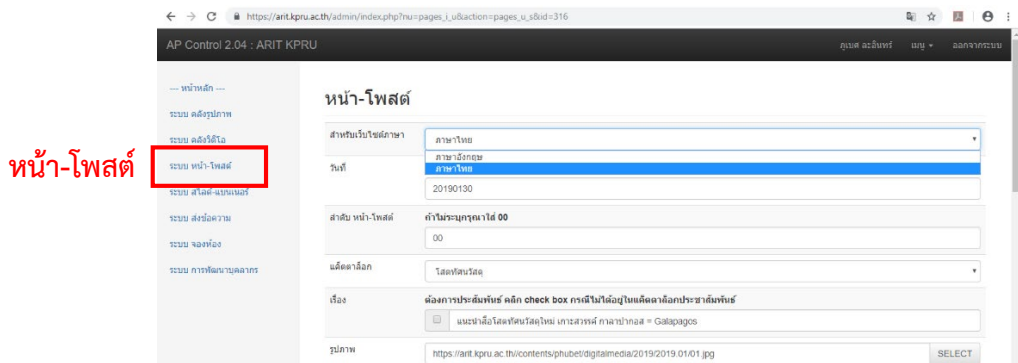 https://arit.kpru.ac.th/admin/index.php?nu=pages_i_u&action=pages_u_s&id=316
AP Control 2.04 : ARIT KPRU
ภูเบศ ละอินทร์ เมนู ออกจากระบบ
--- หน้าหลัก ---
ระบบ คลังรูปภาพ
ระบบ คลังวิดีโอ
ระบบ หน้า-โพสต์
ระบบ สไลด์-แบนเนอร์
ระบบ ส่งข้อความ
ระบบ จองห้อง
ระบบ การพัฒนาบุคลากร
หน้า-โพสต์
หน้า-โพสต์
สำหรับเว็บไซต์ภาษา
ภาษาไทย
ภาษาอังกฤษ
ภาษาไทย
วันที่
20190130
ลำดับ หน้า-โพสต์
ถ้าไม่ระบุกรุณาใส่ 00
00
แค็ตตาล็อก
โสตทัศนวัสดุ
เรื่อง
ต้องการประสัมพันธ์ คลิก check box กรณีไม่ได้อยู่ในแค็ตตาล็อกประชาสัมพันธ์
แนะนำสื่อโสตทัศนวัสดุใหม่ เกาะสวรรค์ กาลาปากอส = Galapagos
รูปภาพ
https://arit.kpru.ac.th//contents/phubet/digitalmedia/2019/2019.01/01.jpg
SELECT